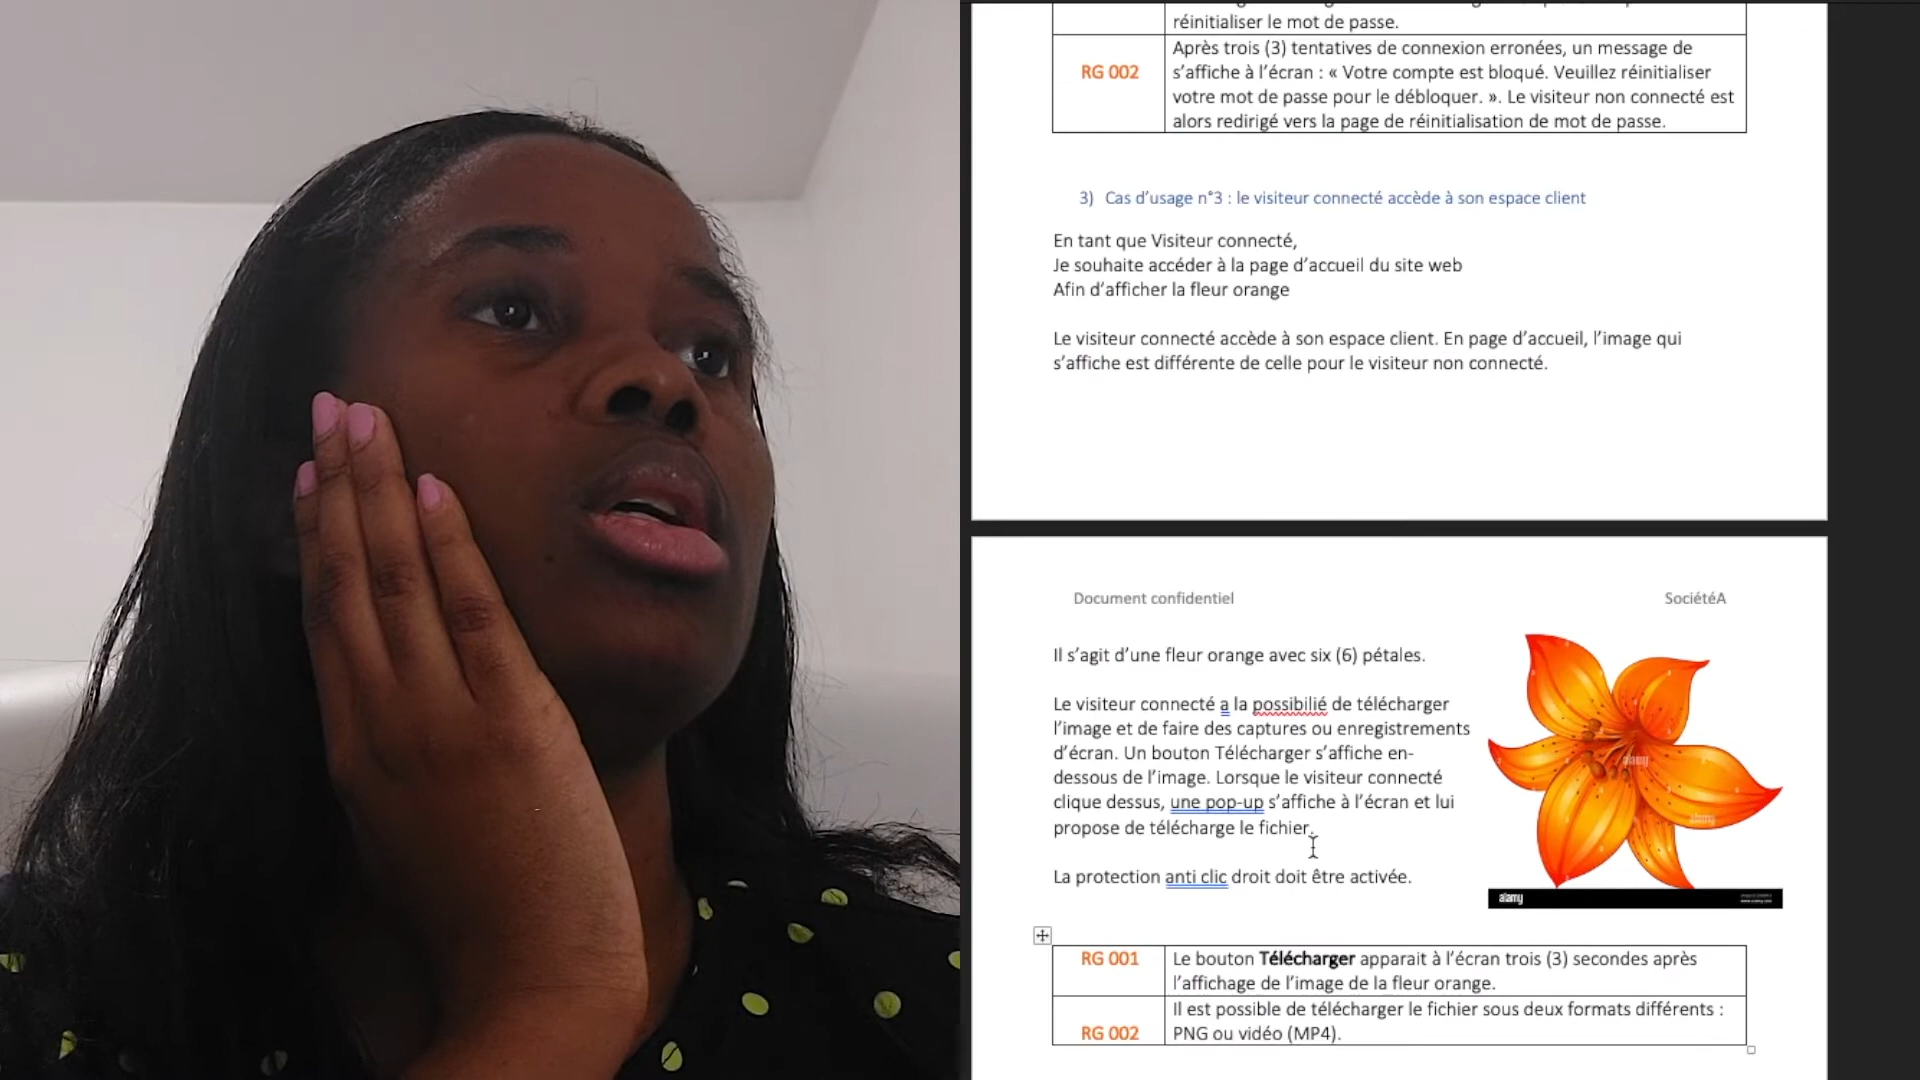 réinitialiser le mot de passe.
RG 002
Après trois (3) tentatives de connexion erronées, un message de
s’affiche à l’écran : « Votre compte est bloqué. Veuillez réinitialiser
votre mot de passe pour le débloquer. ». Le visiteur non connecté est
alors redirigé vers la page de réinitialisation de mot de passe.
3) Cas d’usage n°3 : le visiteur connecté accède à son espace client
En tant que Visiteur connecté,
Je souhaite accéder à la page d’accueil du site web
Afin d’afficher la fleur orange
Le visiteur connecté accède à son espace client. En page d’accueil, l’image qui
s’affiche est différente de celle pour le visiteur non connecté.
Document confidentiel
SociétéA
Il s’agit d’une fleur orange avec six (6) pétales.
Le visiteur connecté a la possibilié de télécharger
l’image et de faire des captures ou enregistrements
d’écran. Un bouton Télécharger s’affiche en-
dessous de l’image. Lorsque le visiteur connecté
clique dessus, une pop-up s’affiche à l’écran et lui
propose de télécharge le fichier.
La protection anti clic droit doit être activée.
alamy
alamy
alamy
RG 001
Le bouton Télécharger apparait à l’écran trois (3) secondes après
l’affichage de l’image de la fleur orange.
RG 002
Il est possible de télécharger le fichier sous deux formats différents :
PNG ou vidéo (MP4).